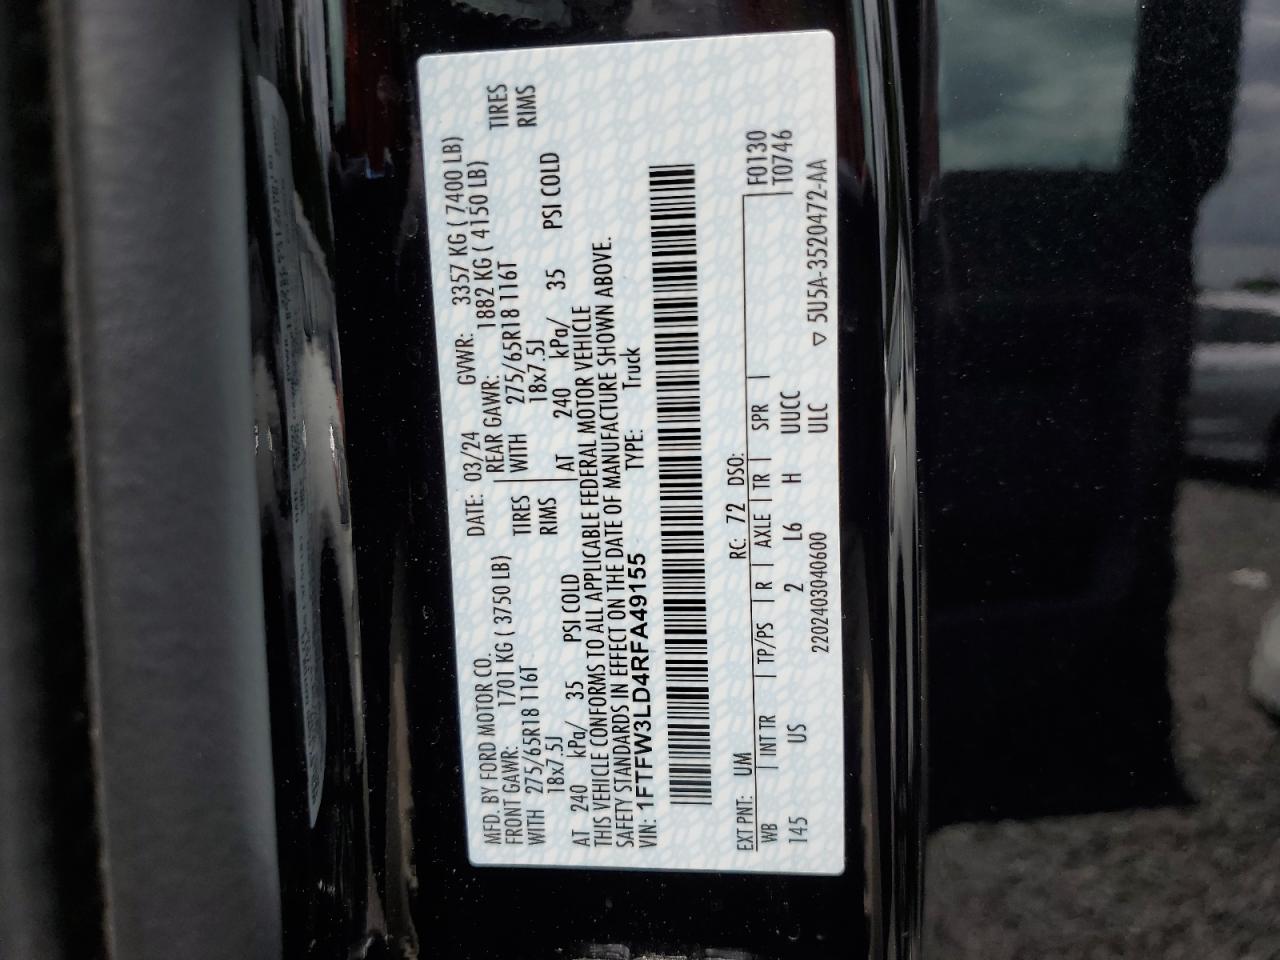 MFD. BY FORD MOTOR CO. DATE: 03/24 GVWR: 3357 KG ( 7400 LB)
FRONT GAWR: 1701 KG ( 3750 LB) REAR GAWR: 1882 KG ( 4150 LB)
WITH 275/65R18 116T TIRES WITH 275/65R18 116T TIRES
18x7.5J RIMS 18x7.5J RIMS
AT 240 kPa/ 35 PSI COLD AT 240 kPa/ 35 PSI COLD
THIS VEHICLE CONFORMS TO ALL APPLICABLE FEDERAL MOTOR VEHICLE
SAFETY STANDARDS IN EFFECT ON THE DATE OF MANUFACTURE SHOWN ABOVE.
VIN: 1FTFW3LD4RFA49155 TYPE: Truck
EXT PNT: UM RC: 72 DSO: F0130
WB INT TR TP/PS R AXLE TR SPR T0746
145 US 2 L6 H UUCC
2202403040600 ULC ▽ 5U5A-3520472-AA